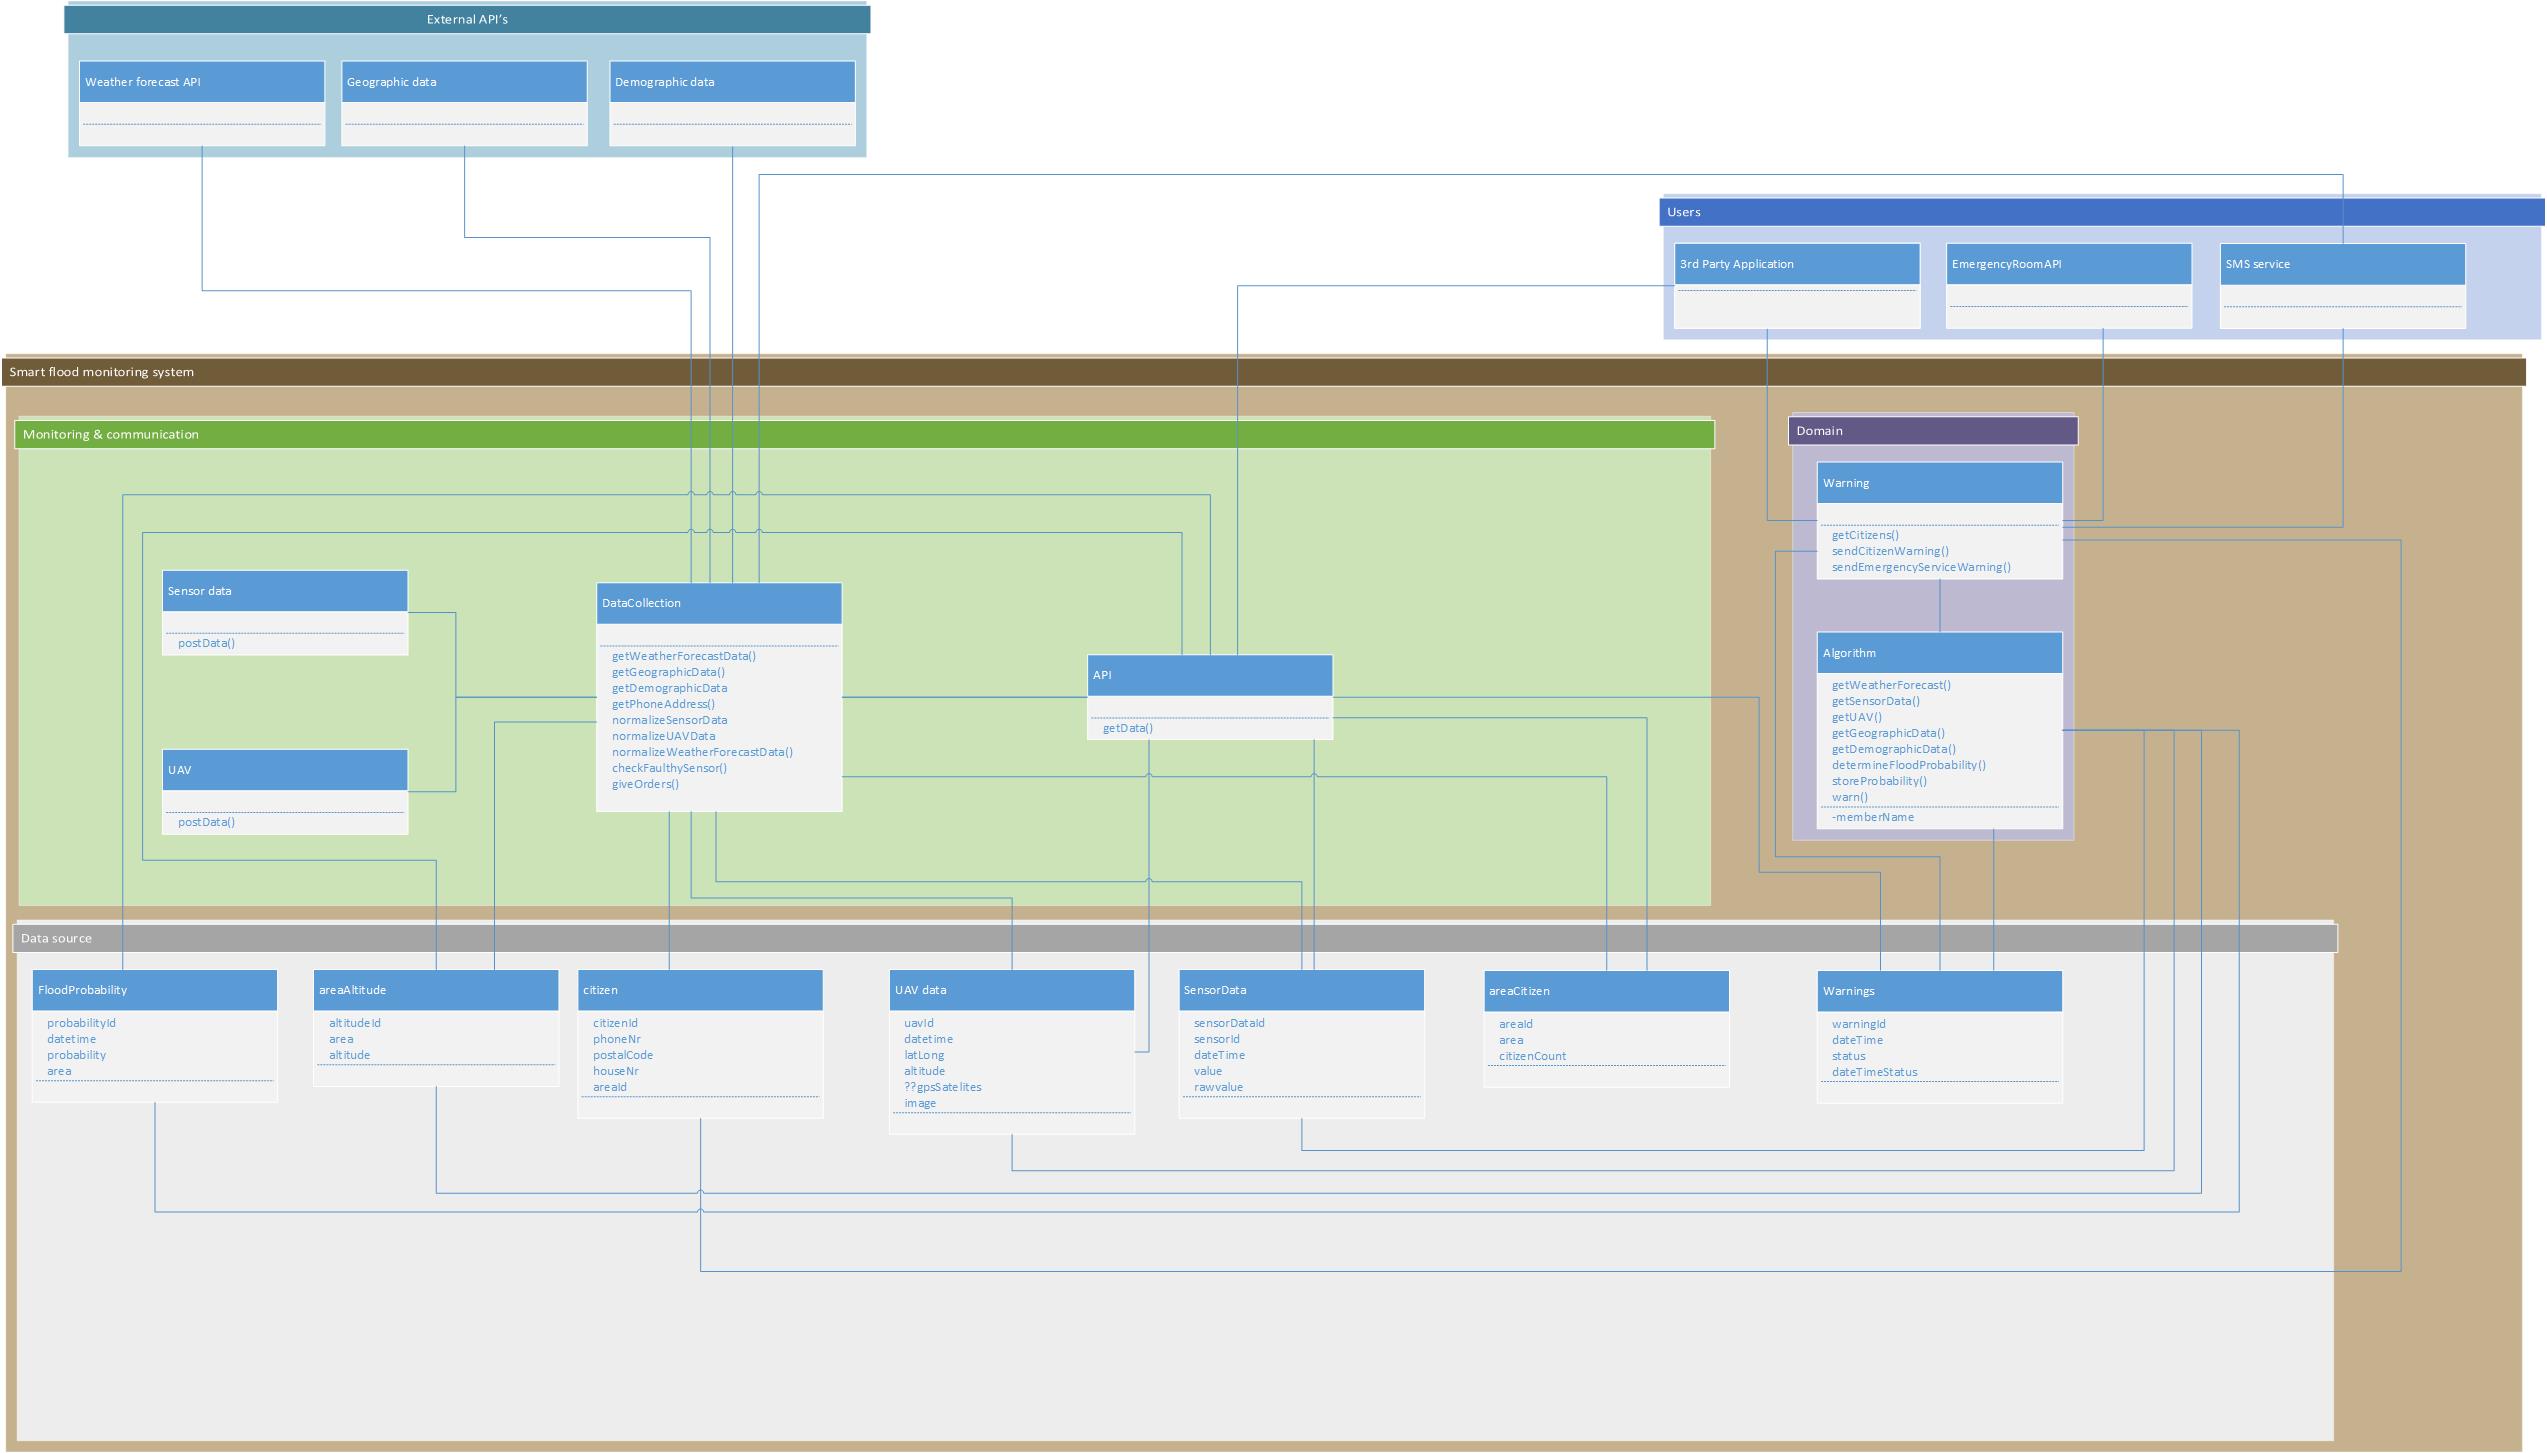 External API's
Weather forecast API
Geographic data
Demographic data
Users
3rd Party Application
EmergencyRoomAPI
SMS service
Smart flood monitoring system
Monitoring & communication
Domain
Warning
getCitizens()
sendCitizenWarning()
sendEmergencyServiceWarning()
Sensor data
postData()
UAV
postData()
DataCollection
getWeatherForecastData()
getGeographicData()
getDemographicData
getPhoneAddress()
normalizeSensorData
normalizeUAVData
normalizeWeatherForecastData()
checkFaultySensor()
giveOrders()
API
getData()
Algorithm
getWeatherForecast()
getSensorData()
getUAV()
getGeographicData()
getDemographicData()
determineFloodProbability()
storeProbability()
warn()
-memberName
Data source
FloodProbability
probabilityId
datetime
probability
area
areaAltitude
altitudeId
area
altitude
citizen
citizenId
phoneNr
postalCode
houseNr
areaId
UAV data
uavId
datetime
latLong
altitude
??gpsSatelites
image
SensorData
sensorDataId
sensorId
dateTime
value
rawvalue
areaCitizen
areaId
area
citizenCount
Warnings
warningId
dateTime
status
dateTimeStatus